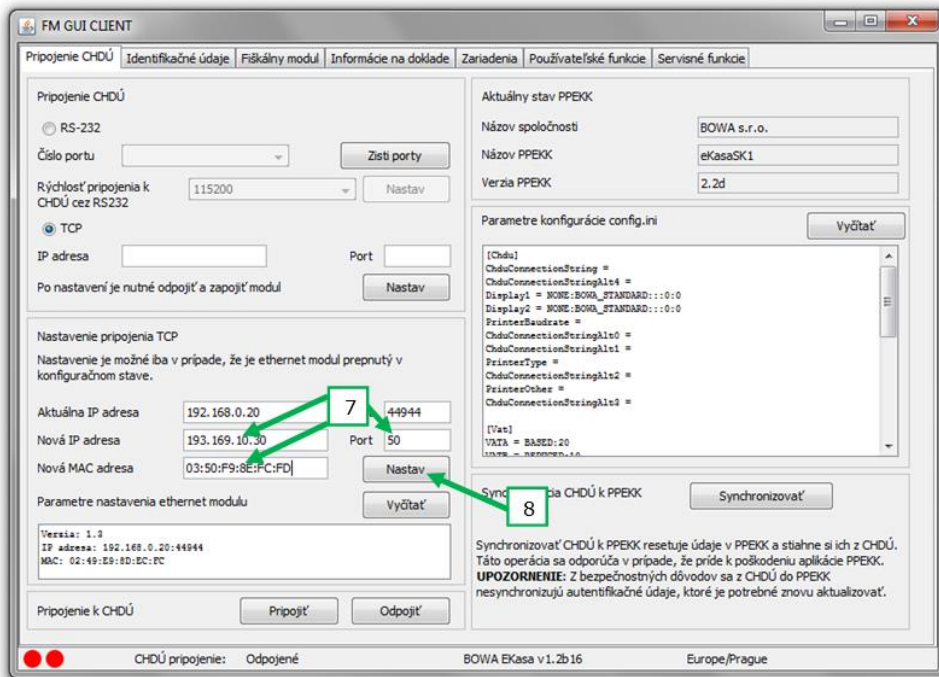 FM GUI CLIENT
Pripojenie CHDÚ Identifikačné údaje Fiškálny modul Informácie na doklade Zariadenia Používateľské funkcie Servisné funkcie
Pripojenie CHDÚ
RS-232
Číslo portu Zisti porty
Rýchlosť pripojenia k
CHDÚ cez RS232
115200 Nastav
TCP
IP adresa Port
Po nastavení je nutné odpojiť a zapojiť modul Nastav
Nastavenie pripojenia TCP
Nastavenie je možné iba v prípade, že je ethernet modul prepnutý v
konfiguračnom stave.
7
Aktuálna IP adresa 192.168.0.20 44944
Nová IP adresa 193.169.10.30 Port 50
Nová MAC adresa 03:50:F9:8E:FC:FD Nastav
Parametre nastavenia ethernet modulu Vyčítať
Versia: 1.3
IP adresa: 192.168.0.20:44944
MAC: 02:49:E9:8D:EC:FC
Pripojenie k CHDÚ Pripojiť Odpojiť
Aktuálny stav PPEKK
Názov spoločnosti BOWA s.r.o.
Názov PPEKK eKasaSK1
Verzia PPEKK 2.2d
Parametre konfigurácie config.ini Vyčítať
[Chdu]
ChduConnectionString =
ChduConnectionStringAlt4 =
Display1 = NONE:BOWA_STANDARD:::0:0
Display2 = NONE:BOWA_STANDARD:::0:0
PrinterBaudrate =
ChduConnectionStringAlt0 =
ChduConnectionStringAlt1 =
PrinterType =
ChduConnectionStringAlt2 =
PrinterOther =
ChduConnectionStringAlt3 =
[Vat]
VATA = BASED:20
VATB = REDUCED:10
CHDÚ k PPEKK Synchronizovať
8
Synchronizovať CHDÚ k PPEKK resetuje údaje v PPEKK a stiahne si ich z CHDÚ.
Táto operácia sa odporúča v prípade, že príde k poškodeniu aplikácie PPEKK.
UPOZORNENIE: Z bezpečnostných dôvodov sa z CHDÚ do PPEKK
nesynchronizujú autentifikačné údaje, ktoré je potrebné znovu aktualizovať.
CHDÚ pripojenie: Odpojené BOWA EKasa v1.2b16 Europe/Prague